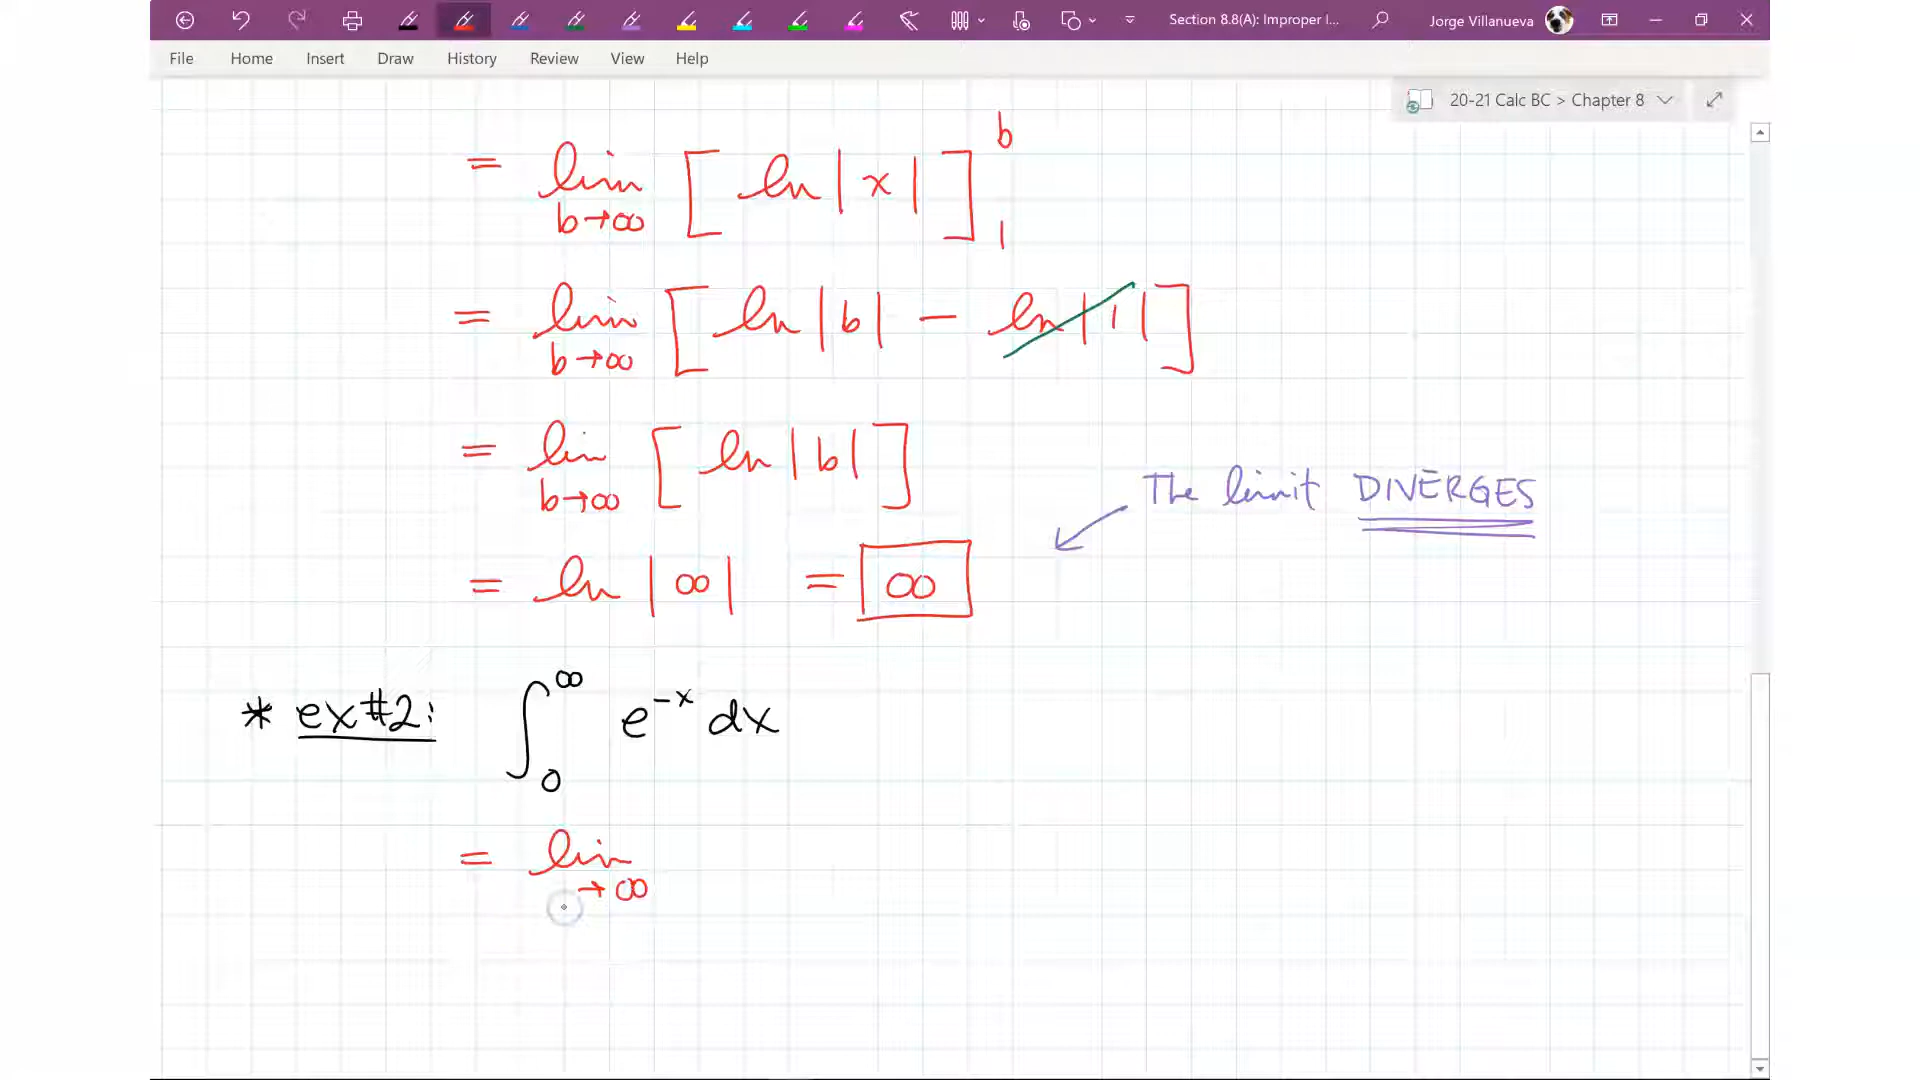 Section 8.8(A): Improper I... Jorge Villanueva
File Home Insert Draw History Review View Help
20-21 Calc BC > Chapter 8
= lim b→∞ [ ln |x| ] b 1
= lim b→∞ [ ln |b| − ln |1| ]
= lim b→∞ [ ln |b| ]
The limit DIVERGES
= ln |∞| = ∞
* ex#2: ∫ ∞ 0 e^-x dx
= lim →∞